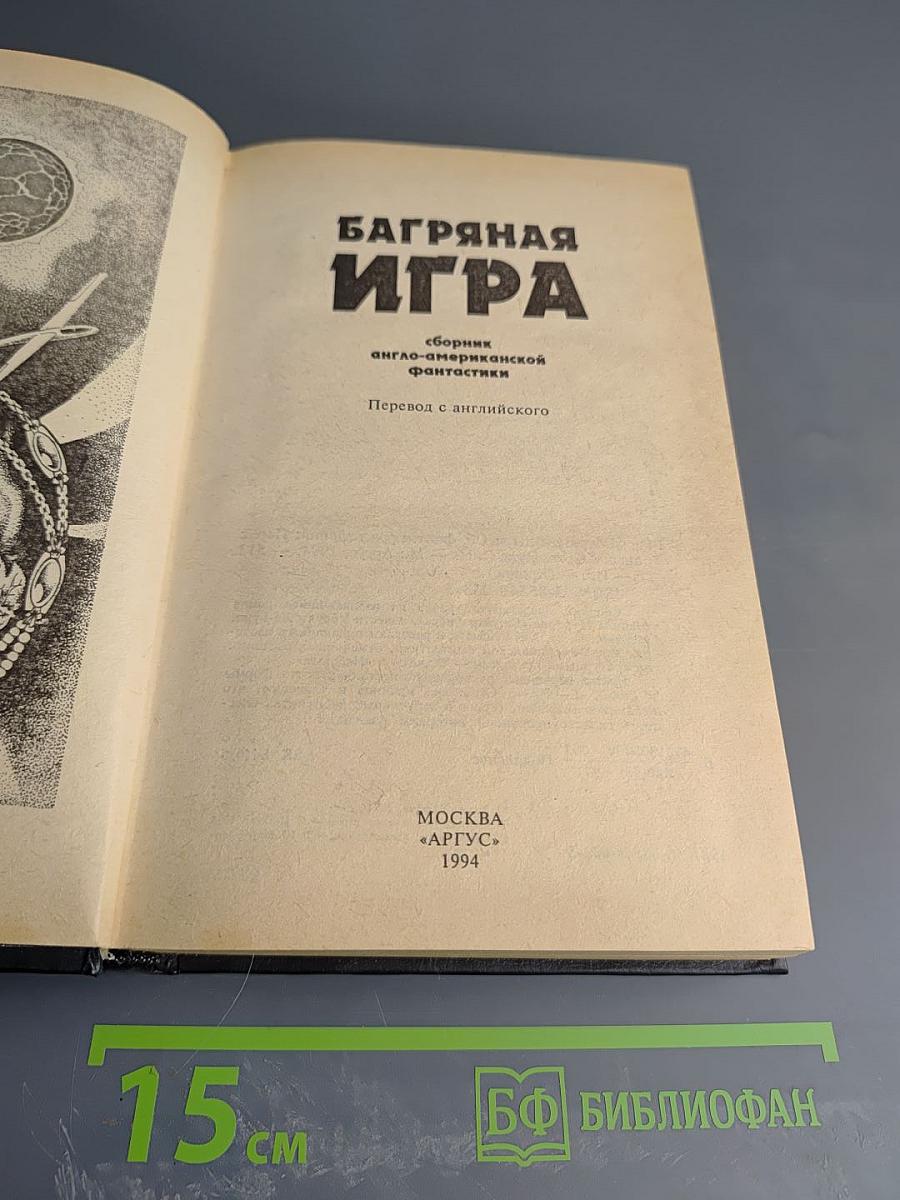 БАГРЯНАЯ
ИГРА
сборник
англо-американской
фантастики
Перевод с английского
МОСКВА
«АРГУС»
1994
15 см
БФ БИБЛИОФАН